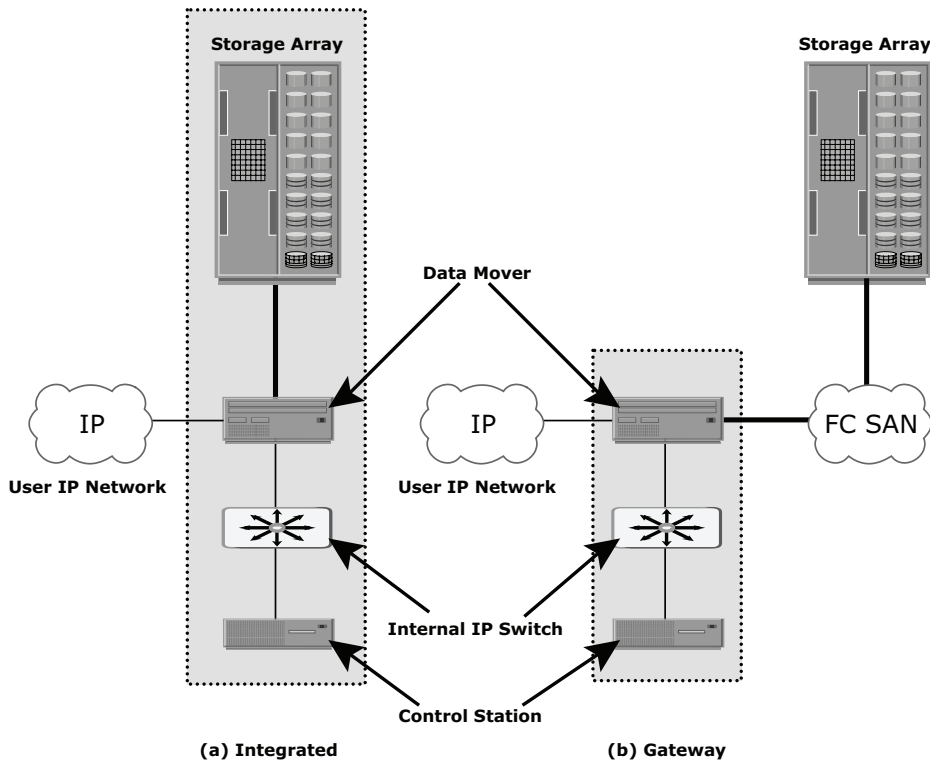 Storage Array
Storage Array
Data Mover
IP
IP
FC SAN
User IP Network
User IP Network
Internal IP Switch
Control Station
(a) Integrated
(b) Gateway